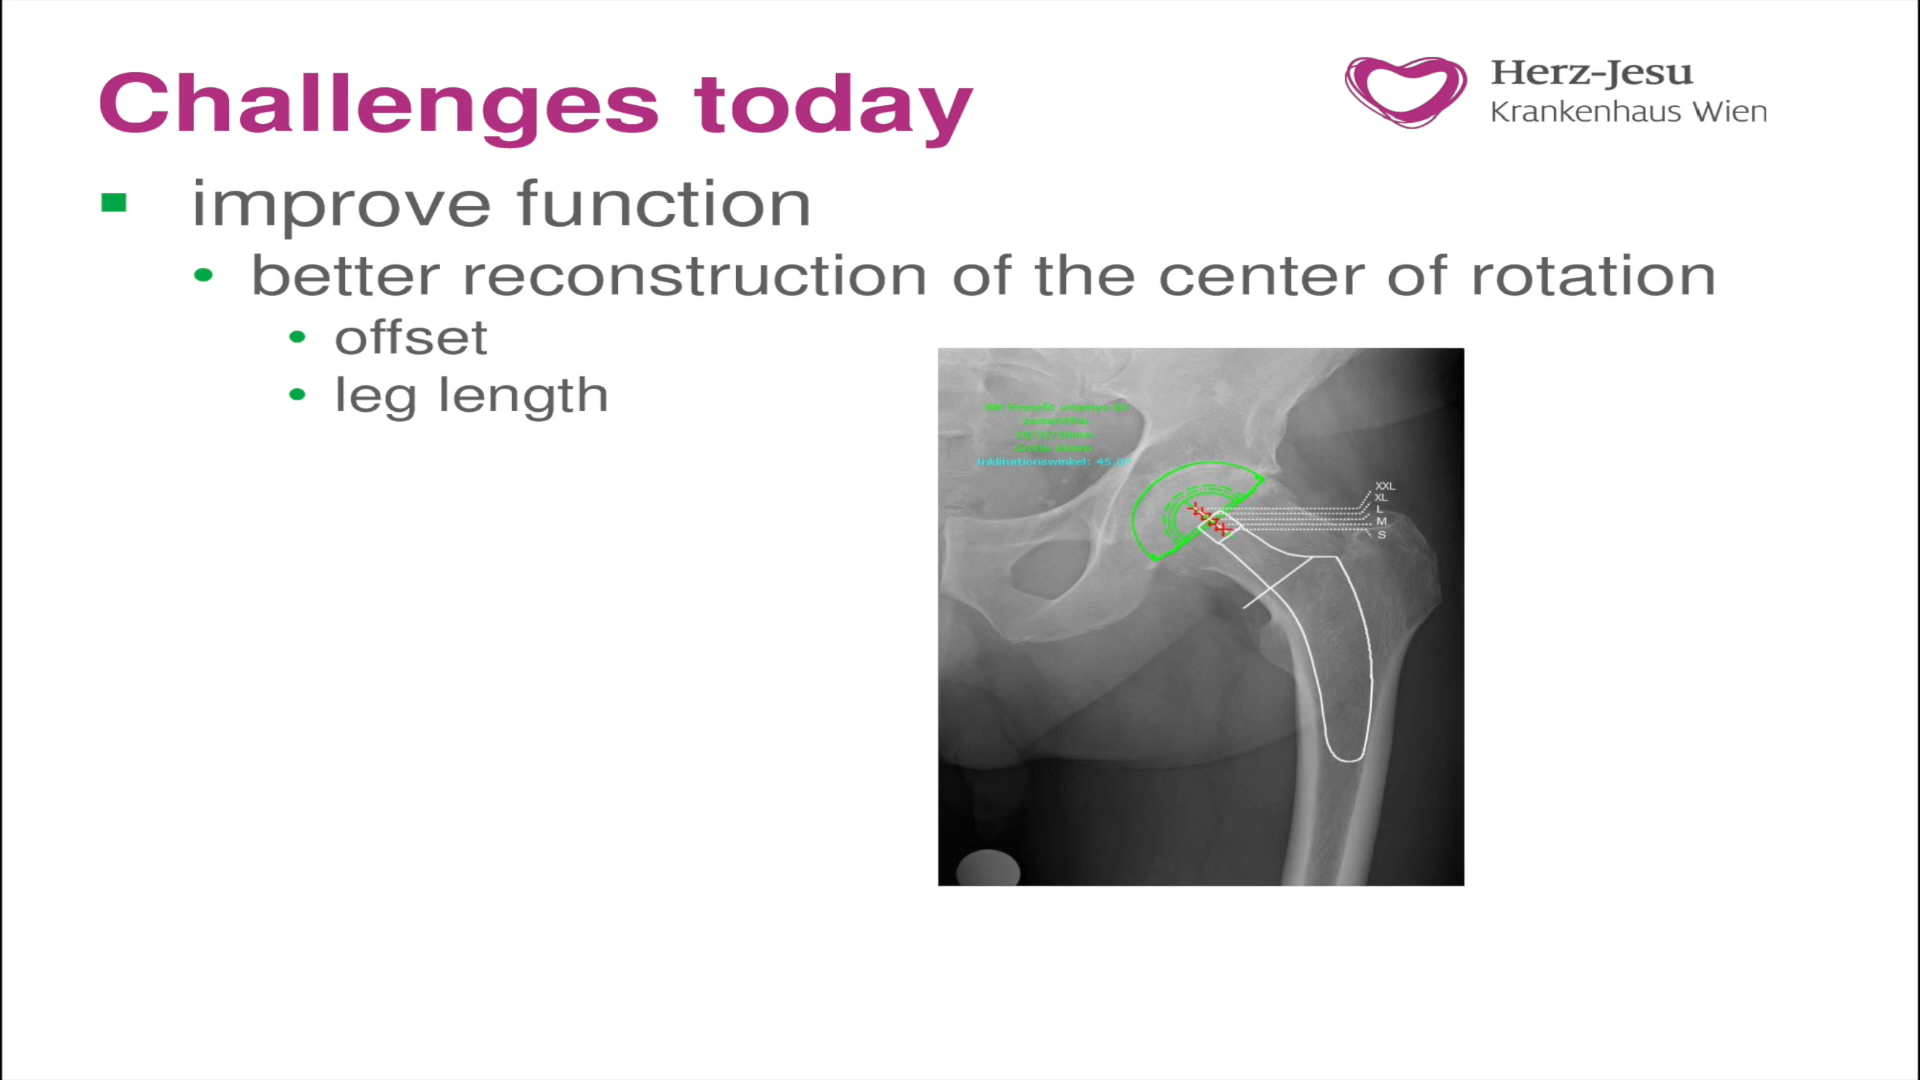 Challenges today
Herz-Jesu
Krankenhaus Wien
improve function
better reconstruction of the center of rotation
offset
leg length
Inklinationswinkel: 45.0
XXL
XL
L
M
S